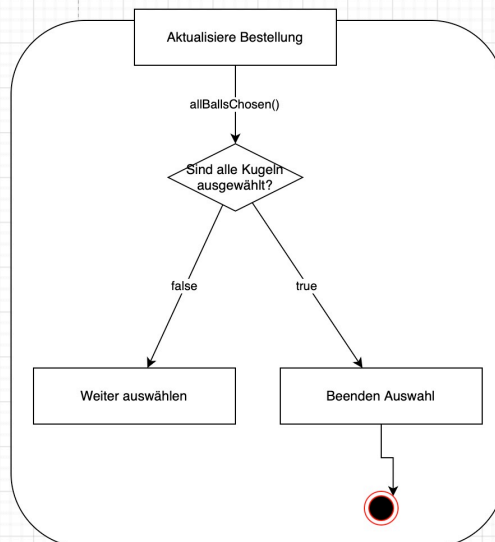 Aktualisiere Bestellung
allBallsChosen()
Sind alle Kugeln
ausgewählt?
false
true
Weiter auswählen
Beenden Auswahl